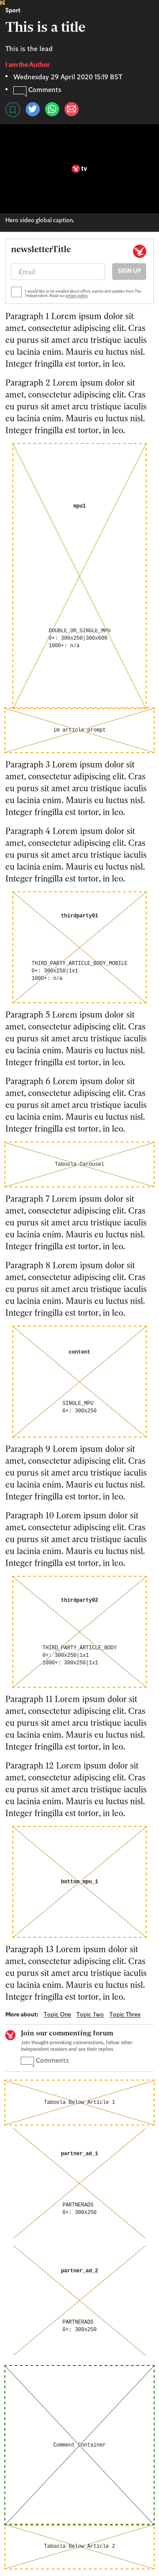 Sport
This is a title
This is the lead
I am the Author
Wednesday 29 April 2020 15:19 BST
Comments
tv
Hero video global caption.
newsletterTitle
Email
SIGN UP
I would like to be emailed about offers, events and updates from The
Independent. Read our privacy policy
Paragraph 1 Lorem ipsum dolor sit
amet, consectetur adipiscing elit. Cras
eu purus sit amet arcu tristique iaculis
eu lacinia enim. Mauris eu luctus nisl.
Integer fringilla est tortor, in leo.
Paragraph 2 Lorem ipsum dolor sit
amet, consectetur adipiscing elit. Cras
eu purus sit amet arcu tristique iaculis
eu lacinia enim. Mauris eu luctus nisl.
Integer fringilla est tortor, in leo.
mpu1
DOUBLE_OR_SINGLE_MPU
0+: 300x250|300x600
1000+: n/a
im article prompt
Paragraph 3 Lorem ipsum dolor sit
amet, consectetur adipiscing elit. Cras
eu purus sit amet arcu tristique iaculis
eu lacinia enim. Mauris eu luctus nisl.
Integer fringilla est tortor, in leo.
Paragraph 4 Lorem ipsum dolor sit
amet, consectetur adipiscing elit. Cras
eu purus sit amet arcu tristique iaculis
eu lacinia enim. Mauris eu luctus nisl.
Integer fringilla est tortor, in leo.
thirdparty01
THIRD_PARTY_ARTICLE_BODY_MOBILE
0+: 300x250|1x1
1000+: n/a
Paragraph 5 Lorem ipsum dolor sit
amet, consectetur adipiscing elit. Cras
eu purus sit amet arcu tristique iaculis
eu lacinia enim. Mauris eu luctus nisl.
Integer fringilla est tortor, in leo.
Paragraph 6 Lorem ipsum dolor sit
amet, consectetur adipiscing elit. Cras
eu purus sit amet arcu tristique iaculis
eu lacinia enim. Mauris eu luctus nisl.
Integer fringilla est tortor, in leo.
Taboola Carousel
Paragraph 7 Lorem ipsum dolor sit
amet, consectetur adipiscing elit. Cras
eu purus sit amet arcu tristique iaculis
eu lacinia enim. Mauris eu luctus nisl.
Integer fringilla est tortor, in leo.
Paragraph 8 Lorem ipsum dolor sit
amet, consectetur adipiscing elit. Cras
eu purus sit amet arcu tristique iaculis
eu lacinia enim. Mauris eu luctus nisl.
Integer fringilla est tortor, in leo.
content
SINGLE_MPU
0+: 300x250
Paragraph 9 Lorem ipsum dolor sit
amet, consectetur adipiscing elit. Cras
eu purus sit amet arcu tristique iaculis
eu lacinia enim. Mauris eu luctus nisl.
Integer fringilla est tortor, in leo.
Paragraph 10 Lorem ipsum dolor sit
amet, consectetur adipiscing elit. Cras
eu purus sit amet arcu tristique iaculis
eu lacinia enim. Mauris eu luctus nisl.
Integer fringilla est tortor, in leo.
thirdparty02
THIRD_PARTY_ARTICLE_BODY
0+: 300x250|1x1
1000+: 300x250|1x1
Paragraph 11 Lorem ipsum dolor sit
amet, consectetur adipiscing elit. Cras
eu purus sit amet arcu tristique iaculis
eu lacinia enim. Mauris eu luctus nisl.
Integer fringilla est tortor, in leo.
Paragraph 12 Lorem ipsum dolor sit
amet, consectetur adipiscing elit. Cras
eu purus sit amet arcu tristique iaculis
eu lacinia enim. Mauris eu luctus nisl.
Integer fringilla est tortor, in leo.
bottom_mpu_1
Paragraph 13 Lorem ipsum dolor sit
amet, consectetur adipiscing elit. Cras
eu purus sit amet arcu tristique iaculis
eu lacinia enim. Mauris eu luctus nisl.
Integer fringilla est tortor, in leo.
More about: Topic One Topic Two Topic Three
Join our commenting forum
Join thought-provoking conversations, follow other
Independent readers and see their replies
Comments
Taboola Below Article 1
partner_ad_1
PARTNERADS
0+: 300x250
partner_ad_2
PARTNERADS
0+: 300x250
Comment Container
Taboola Below Article 2